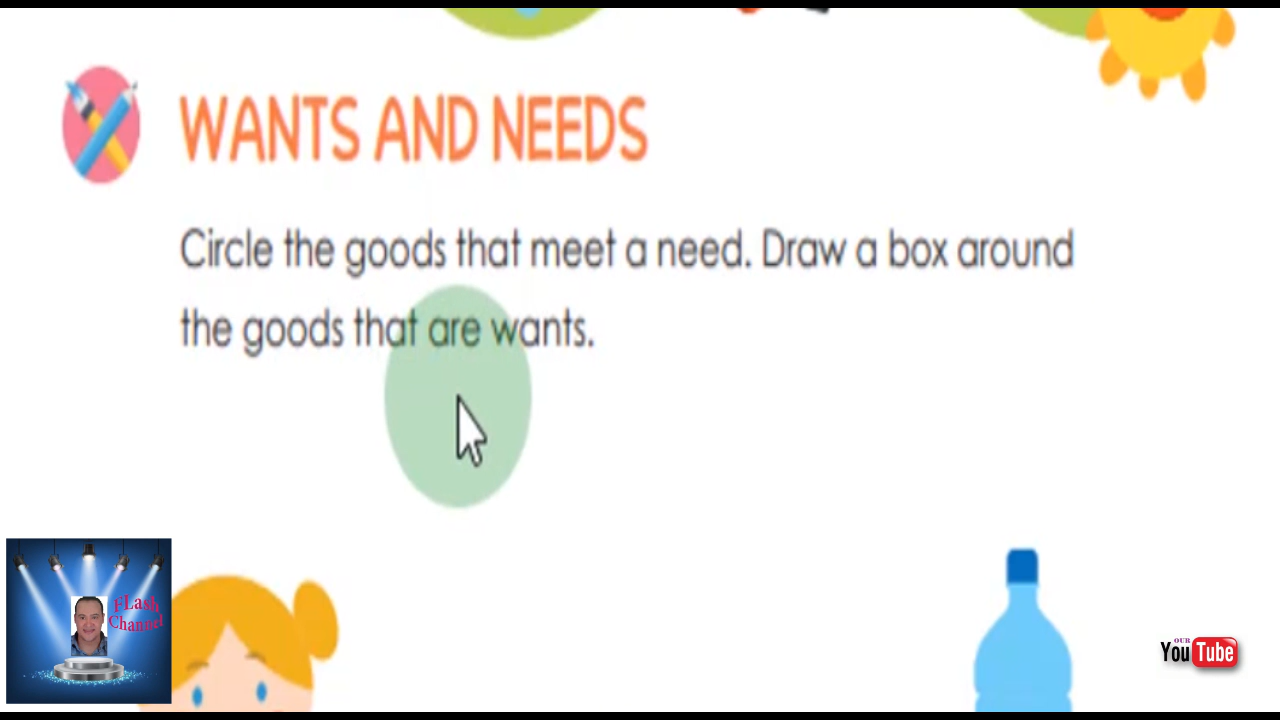 WANTS AND NEEDS
Circle the goods that meet a need. Draw a box around
the goods that are wants.
FLash
Channel
OUR
YouTube